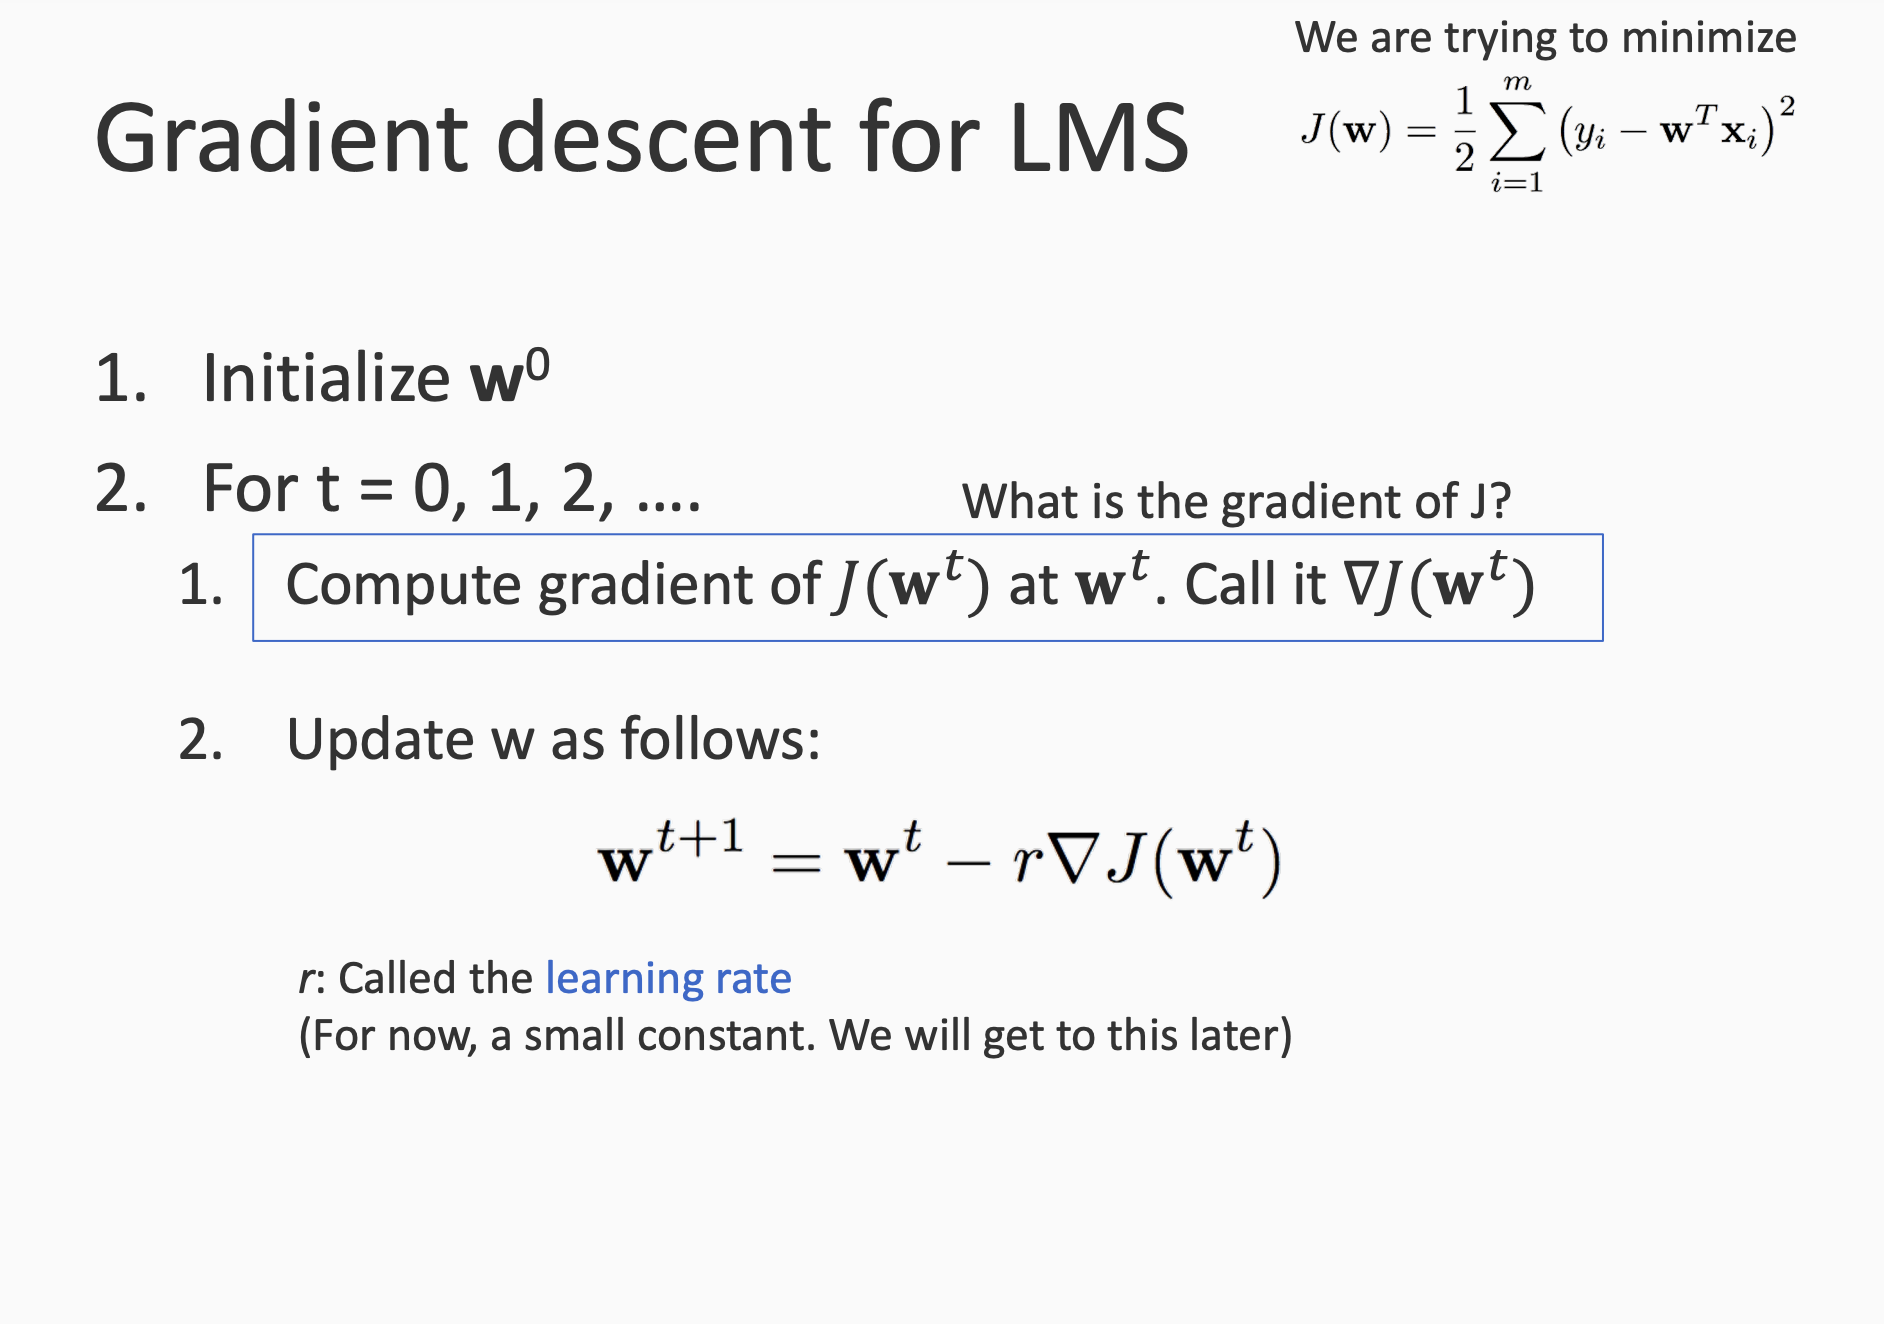 We are trying to minimize
Gradient descent for LMS
J(w) = \frac{1}{2} \sum_{i=1}^{m} (y_i − w^T x_i)^2
1. Initialize w^0
2. For t = 0, 1, 2, ....
What is the gradient of J?
1. Compute gradient of J(w^t) at w^t. Call it ∇J(w^t)
2. Update w as follows:
w^{t+1} = w^t − r∇J(w^t)
r: Called the learning rate
(For now, a small constant. We will get to this later)